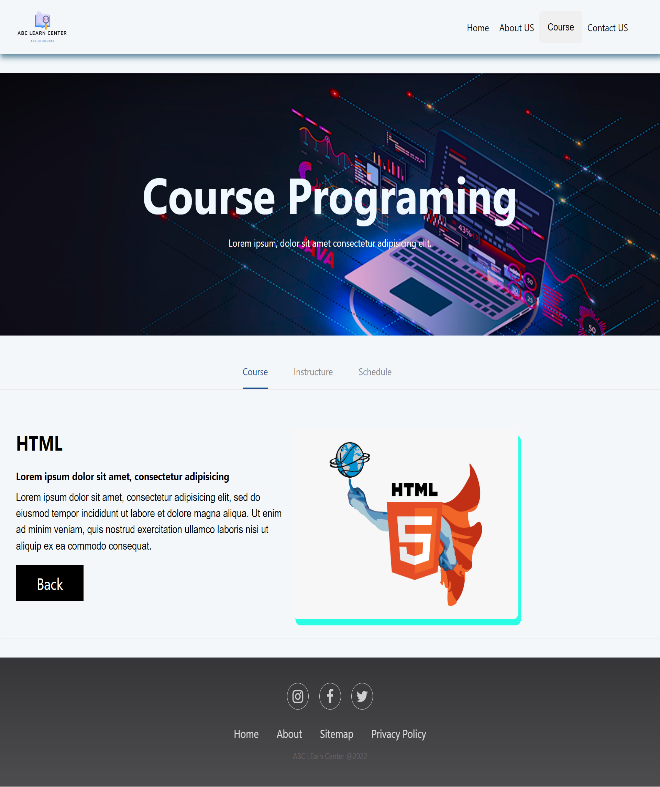 ABC LEARN CENTER
Home About US Course Contact US
Course Programing
Lorem ipsum, dolor sit amet consectetur adipisicing elit.
43%
JAVA
50
Course Instructure Schedule
HTML
Lorem ipsum dolor sit amet, consectetur adipisicing
Lorem ipsum dolor sit amet, consectetur adipisicing elit, sed do
eiusmod tempor incididunt ut labore et dolore magna aliqua. Ut enim
ad minim veniam, quis nostrud exercitation ullamco laboris nisi ut
aliquip ex ea commodo consequat.
HTML
5
Back
Home About Sitemap Privacy Policy
ABC LEarn Center @2022